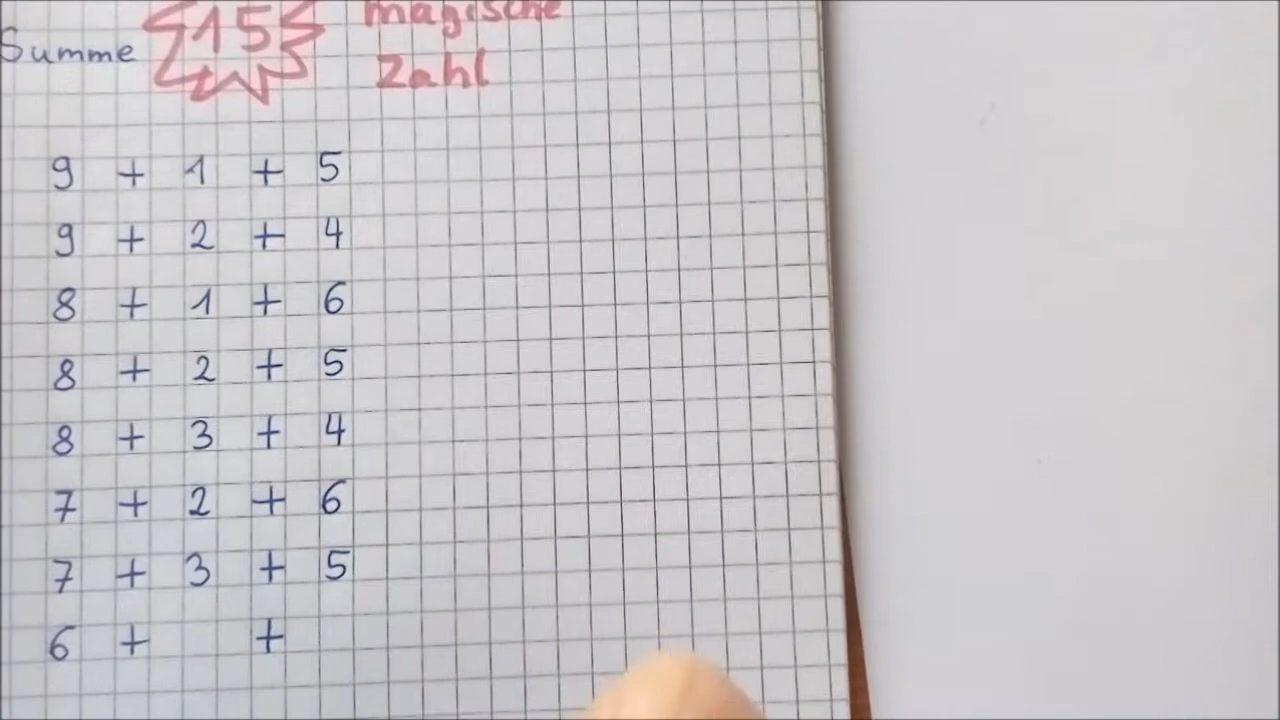 Summe 15 magische
Zahl
9 + 1 + 5
9 + 2 + 4
8 + 1 + 6
8 + 2 + 5
8 + 3 + 4
7 + 2 + 6
7 + 3 + 5
6 + +